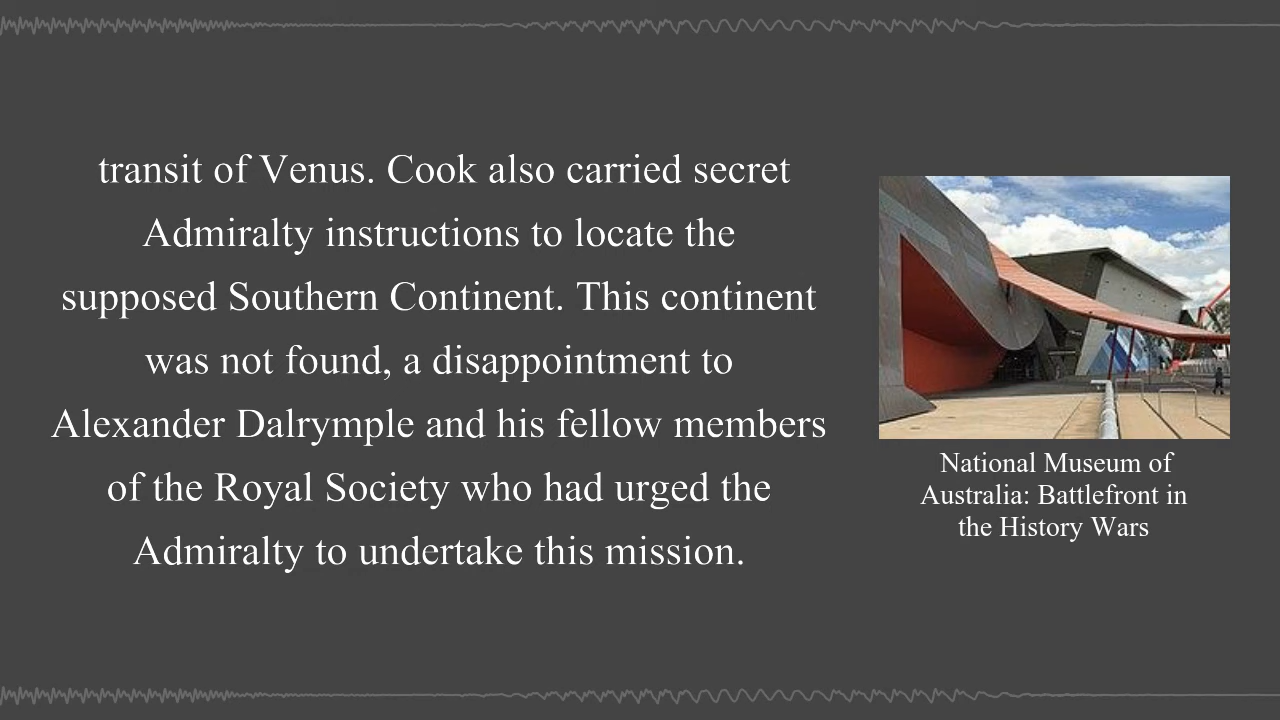 transit of Venus. Cook also carried secret
Admiralty instructions to locate the
supposed Southern Continent. This continent
was not found, a disappointment to
Alexander Dalrymple and his fellow members
of the Royal Society who had urged the
Admiralty to undertake this mission.
National Museum of
Australia: Battlefront in
the History Wars